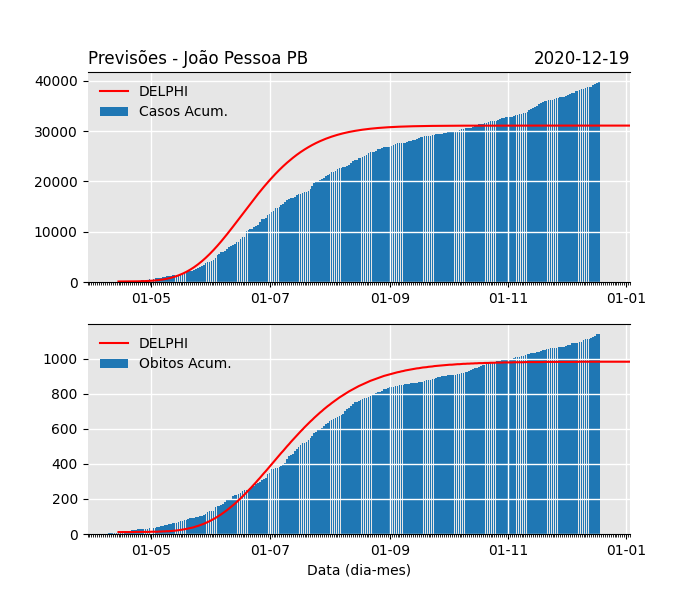 Previsões - João Pessoa PB 2020-12-19
40000
30000
20000
10000
0
DELPHI
Casos Acum.
01-05 01-07 01-09 01-11 01-01
1000
800
600
400
200
0
DELPHI
Obitos Acum.
01-05 01-07 01-09 01-11 01-01
Data (dia-mes)